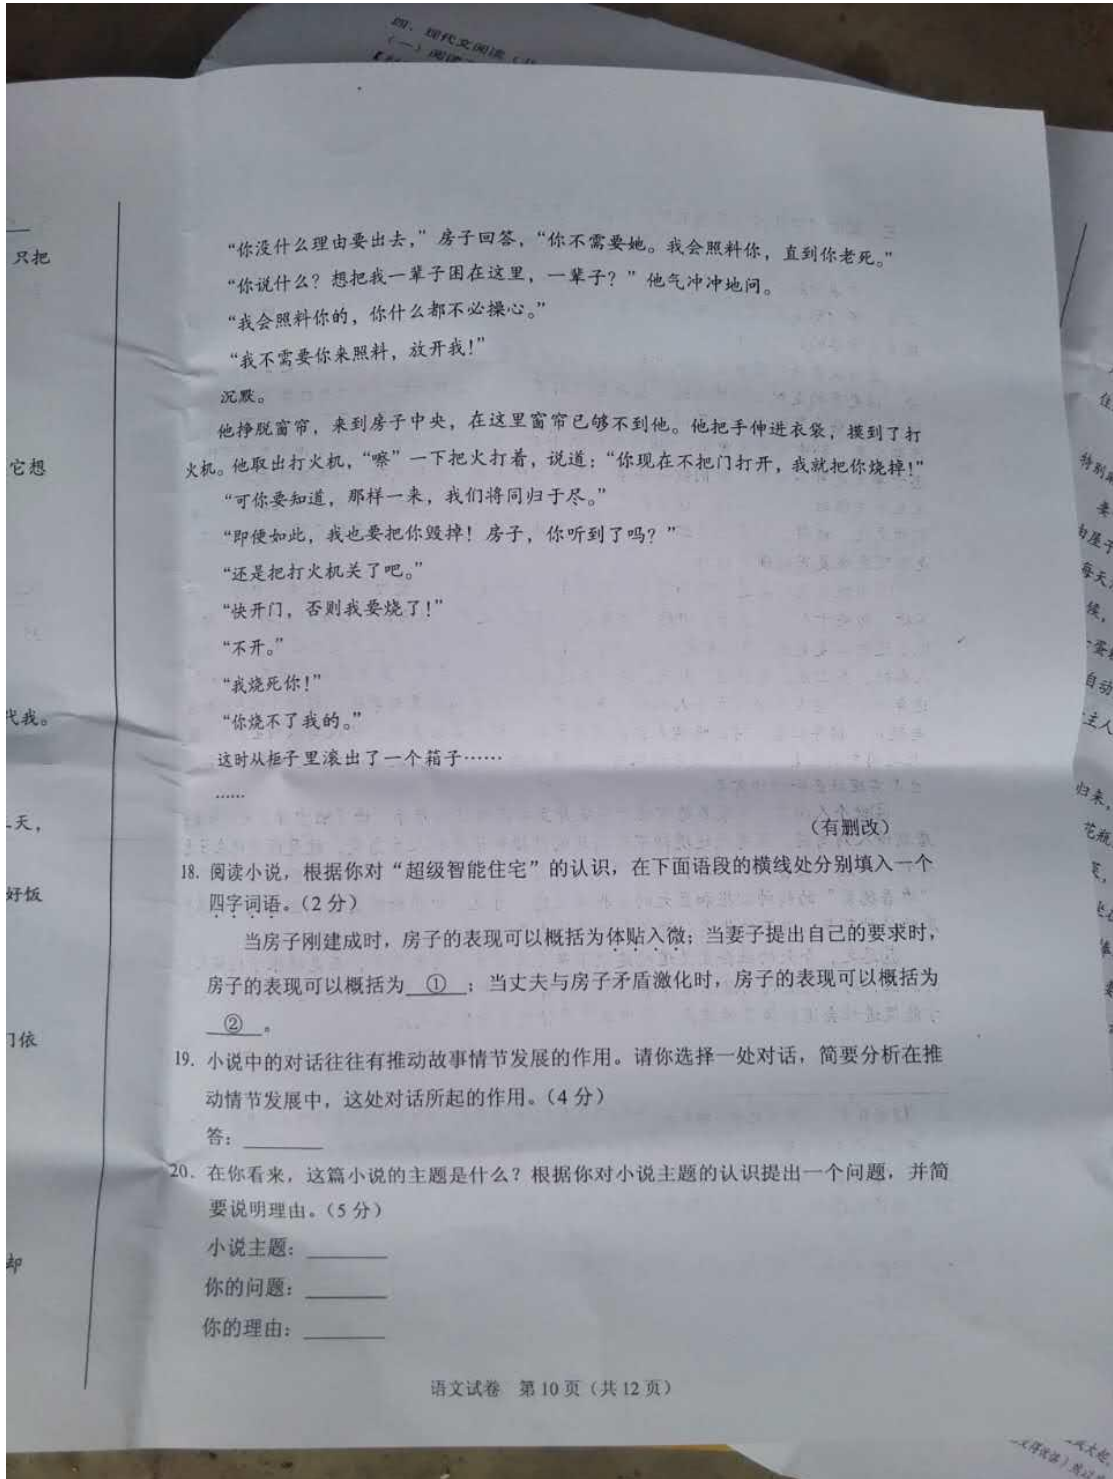 四、现代文阅读
（一）阅读
只把
它想
代我。
天，
好饭
门依
却
“你没什么理由要出去，”房子回答，“你不需要她。我会照料你，直到你老死。”
“你说什么？想把我一辈子困在这里，一辈子？”他气冲冲地问。
“我会照料你的，你什么都不必操心。”
“我不需要你来照料，放开我！”
沉默。
他挣脱窗帘，来到房子中央，在这里窗帘已够不到他。他把手伸进衣袋，摸到了打
火机。他取出打火机，“嚓”一下把火打着，说道：“你现在不把门打开，我就把你烧掉！”
“可你要知道，那样一来，我们将同归于尽。”
“即便如此，我也要把你毁掉！房子，你听到了吗？”
“还是把打火机关了吧。”
“快开门，否则我要烧了！”
“不开。”
“我烧死你！”
“你烧不了我的。”
这时从柜子里滚出了一个箱子……
……
（有删改）
18. 阅读小说，根据你对“超级智能住宅”的认识，在下面语段的横线处分别填入一个
四字词语。（2 分）
当房子刚建成时，房子的表现可以概括为体贴入微；当妻子提出自己的要求时，
房子的表现可以概括为 ① ；当丈夫与房子矛盾激化时，房子的表现可以概括为
② 。
19. 小说中的对话往往有推动故事情节发展的作用。请你选择一处对话，简要分析在推
动情节发展中，这处对话所起的作用。（4 分）
答：
20. 在你看来，这篇小说的主题是什么？根据你对小说主题的认识提出一个问题，并简
要说明理由。（5 分）
小说主题：
你的问题：
你的理由：
语文试卷 第 10 页（共 12 页）
住
特别
每天
自动
主人
归来，
花瓶